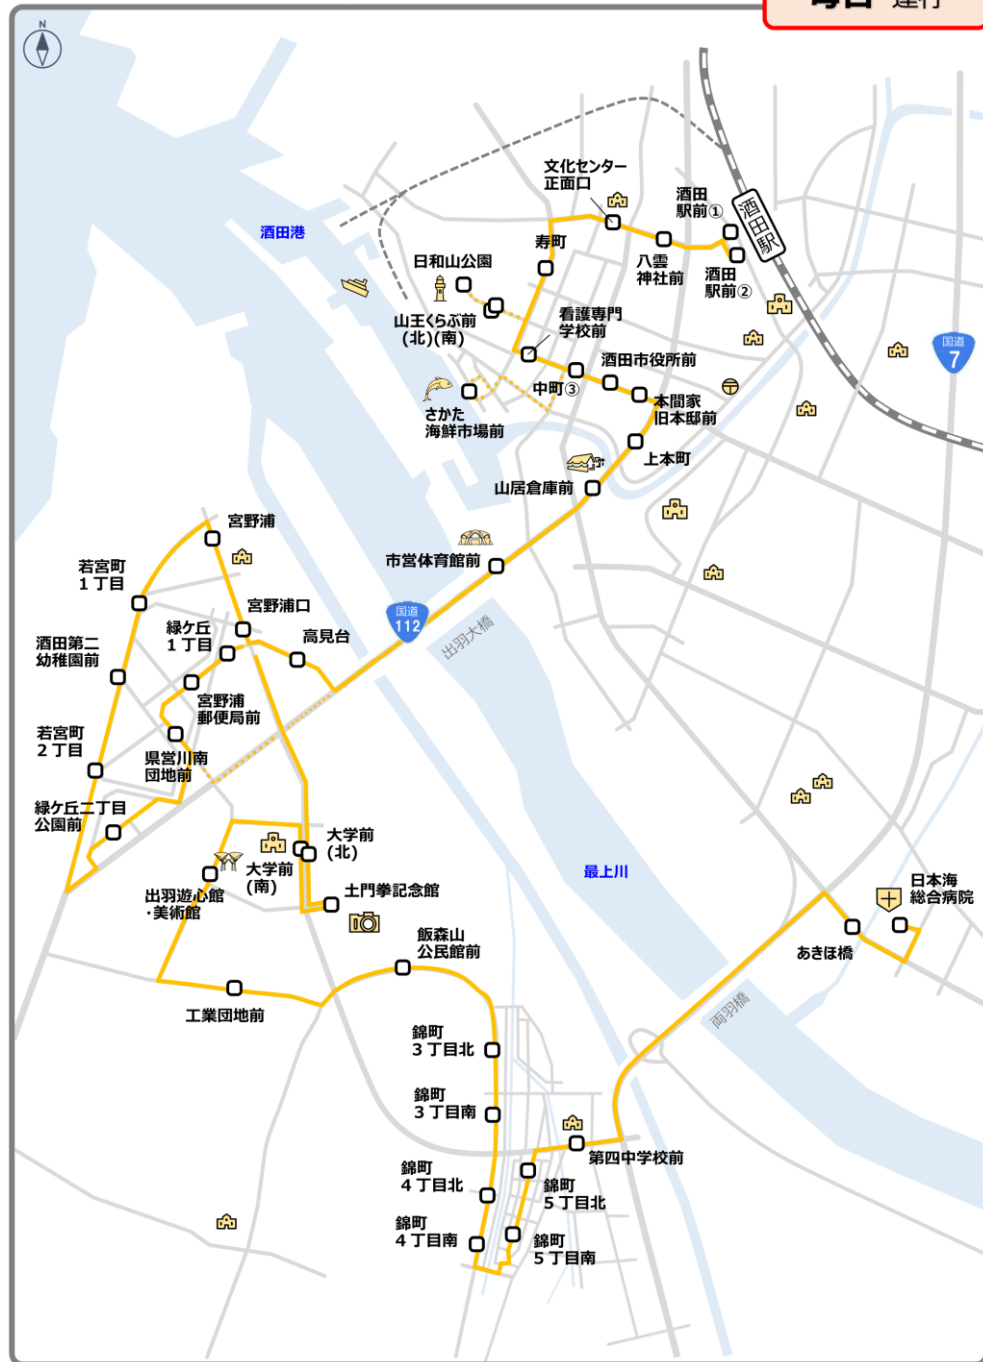 毎日 運行
N
文化センター
正面口
酒田
駅前①
酒田駅
酒田港
寿町
八雲
神社前
酒田
駅前②
日和山公園
山王くらぶ前
(北)(南)
看護専門
学校前
国道
7
酒田市役所前
中町③
本間家
旧本邸前
さかた
海鮮市場前
上本町
山居倉庫前
宮野浦
市営体育館前
若宮町
1丁目
宮野浦口
国道
112
緑ケ丘
1丁目
高見台
出羽大橋
酒田第二
幼稚園前
宮野浦
郵便局前
若宮町
2丁目
県営川南
団地前
緑ケ丘二丁目
公園前
大学前
(北)
大学前
(南)
最上川
日本海
総合病院
出羽遊心館
・美術館
土門拳記念館
飯森山
公民館前
あきほ橋
工業団地前
両羽橋
錦町
3丁目北
錦町
3丁目南
第四中学校前
錦町
4丁目北
錦町
5丁目北
錦町
4丁目南
錦町
5丁目南